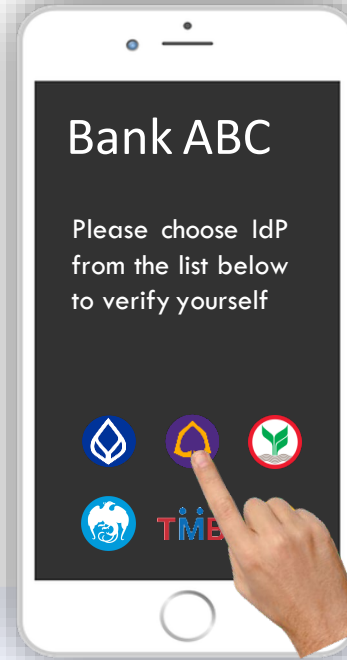 Bank ABC
Please choose IdP
from the list below
to verify yourself
TMB